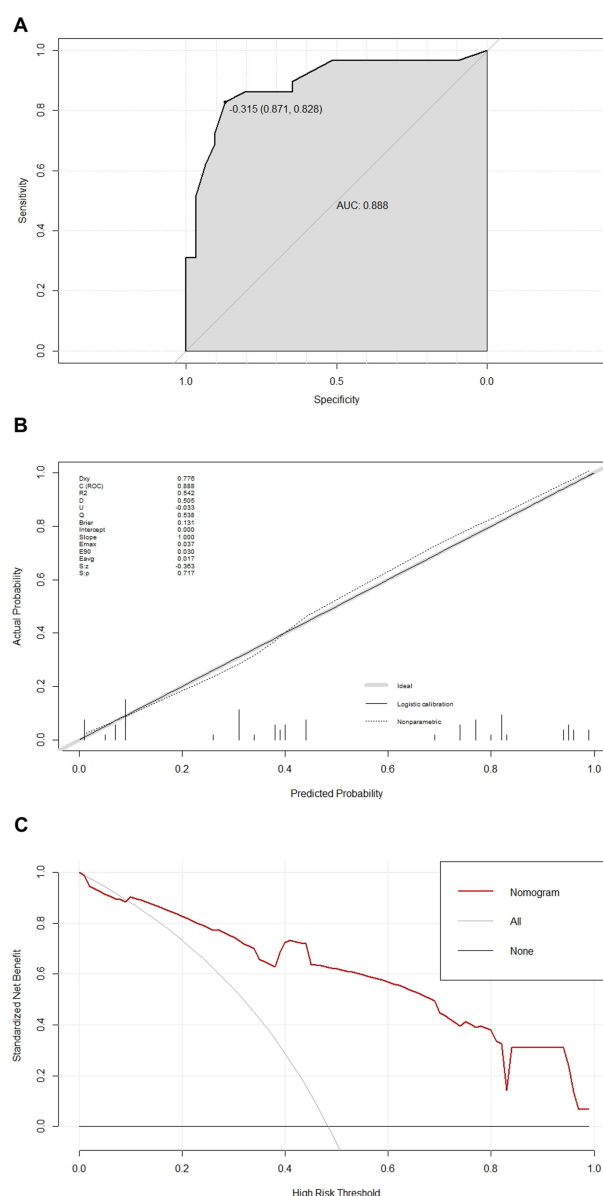 A
1.0
0.8
0.6
0.4
0.2
0.0
Sensitivity
-0.315 (0.871, 0.828)
AUC: 0.888
1.0 0.5 0.0
Specificity
B
1.0
0.8
0.6
0.4
0.2
0.0
Actual Probability
Dxy 0.776
C (ROC) 0.888
R2 0.542
D 0.505
U -0.033
Q 0.538
Brier 0.131
Intercept 0.000
Slope 1.000
Emax 0.037
E90 0.030
Eavg 0.017
S:z -0.363
S:p 0.717
Ideal
Logistic calibration
Nonparametric
0.0 0.2 0.4 0.6 0.8 1.0
Predicted Probability
C
1.0
0.8
0.6
0.4
0.2
0.0
Standardized Net Benefit
Nomogram
All
None
0.0 0.2 0.4 0.6 0.8 1.0
High Risk Threshold